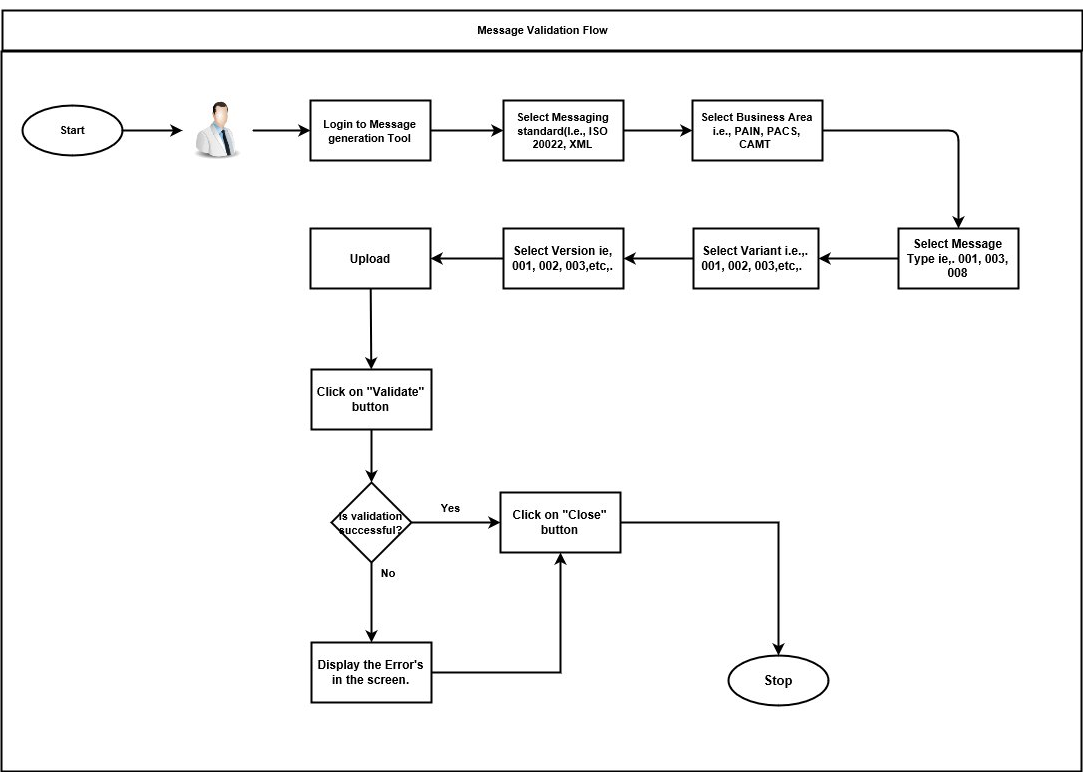 Message Validation Flow
Start
Login to Message
generation Tool
Select Messaging
standard(I.e., ISO
20022, XML
Select Business Area
i.e., PAIN, PACS,
CAMT
Select Message
Type ie,. 001, 003,
008
Select Variant i.e.,.
001, 002, 003,etc,.
Select Version ie,
001, 002, 003,etc,.
Upload
Click on "Validate"
button
Is validation
successful?
Yes
Click on "Close"
button
No
Display the Error's
in the screen.
Stop